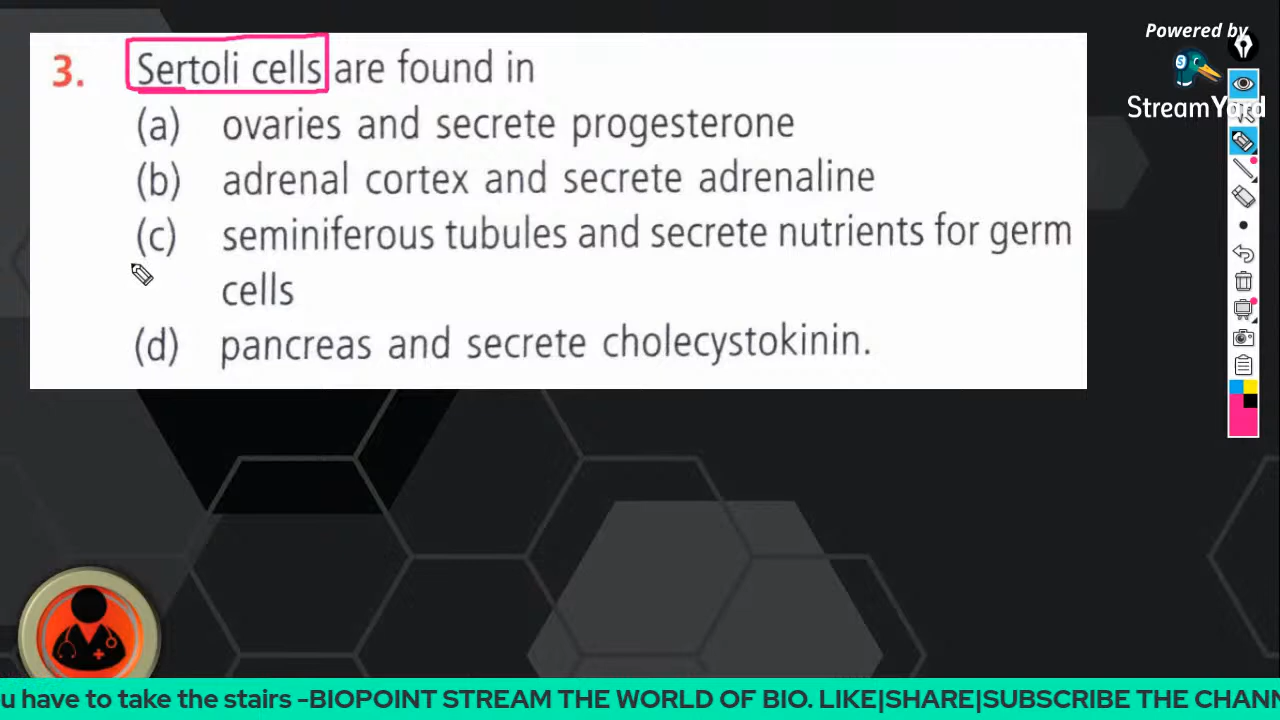 Powered by
StreamYard
3. Sertoli cells are found in
(a) ovaries and secrete progesterone
(b) adrenal cortex and secrete adrenaline
(c) seminiferous tubules and secrete nutrients for germ
cells
(d) pancreas and secrete cholecystokinin.
u have to take the stairs -BIOPOINT STREAM THE WORLD OF BIO. LIKE|SHARE|SUBSCRIBE THE CHAN